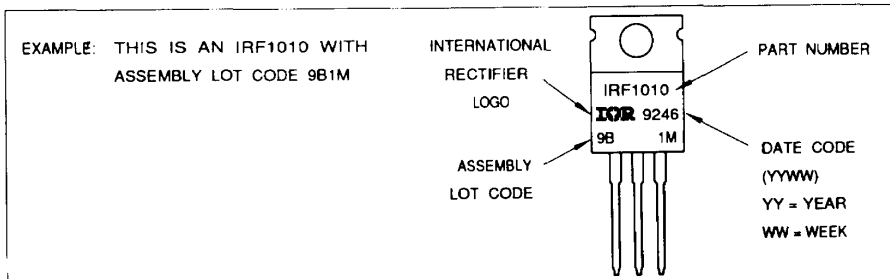 EXAMPLE: THIS IS AN IRF1010 WITH
ASSEMBLY LOT CODE 9B1M
INTERNATIONAL
RECTIFIER
LOGO
ASSEMBLY
LOT CODE
IRF1010
IOR 9246
9B 1M
PART NUMBER
DATE CODE
(YYWW)
YY = YEAR
WW = WEEK